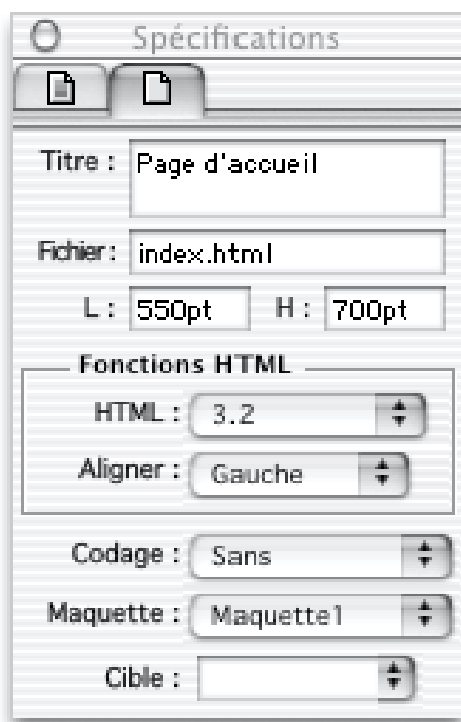 Spécifications
Titre : Page d'accueil
Fichier: index.html
L : 550pt H : 700pt
Fonctions HTML
HTML : 3.2
Aligner : Gauche
Codage : Sans
Maquette : Maquette1
Cible :